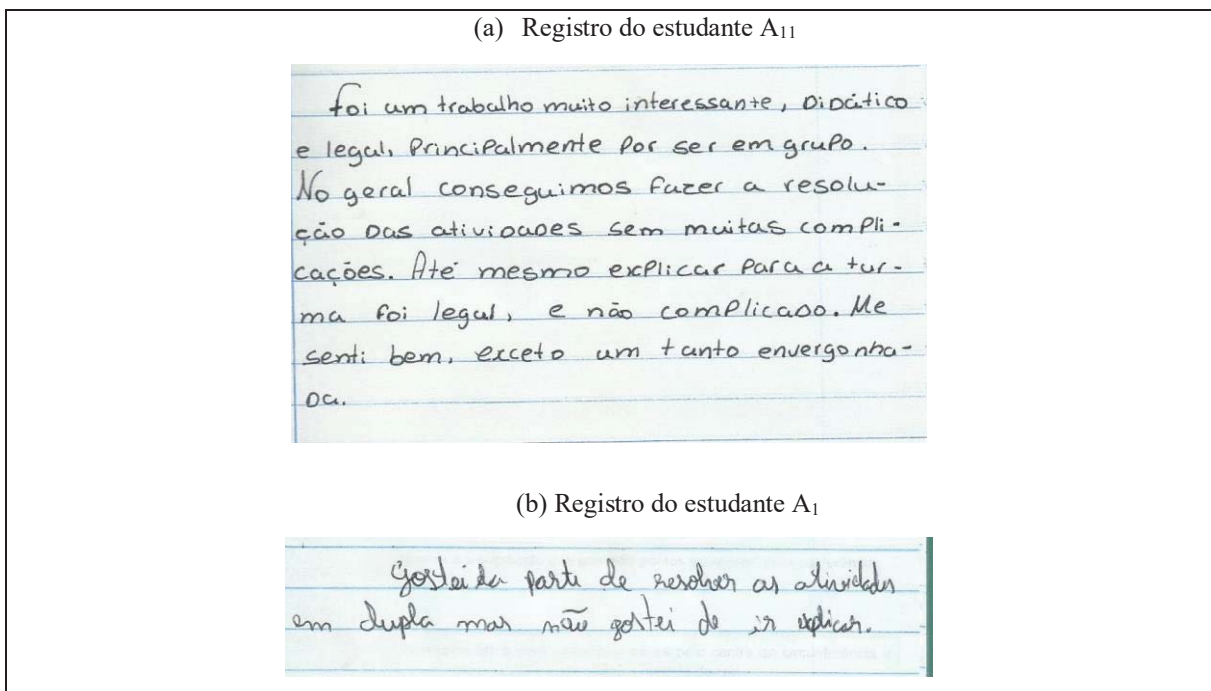 (a) Registro do estudante A₁₁
Foi um trabalho muito interessante, Didático
e legal, Principalmente Por ser em grupo.
No geral conseguimos fazer a resolu-
ção das atividades sem muitas compli-
cações. Até mesmo explicar Para a tur-
ma foi legal, e não complicado. Me
senti bem, exceto um tanto envergonha-
da.
(b) Registro do estudante A₁
Gostei da parte de resolver as atividades
em dupla mas não gostei de ir explicar.